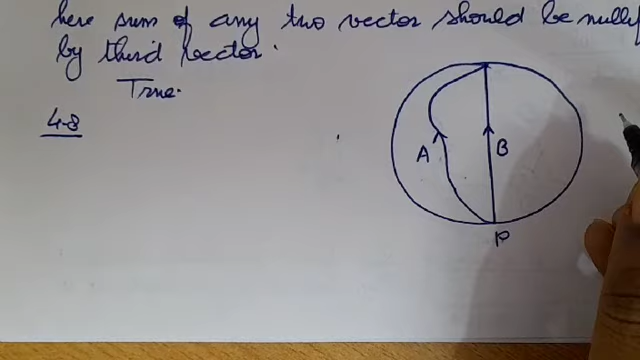 here sum of any two vector should be nullif
by third vector.
True.
4.8
A
B
P